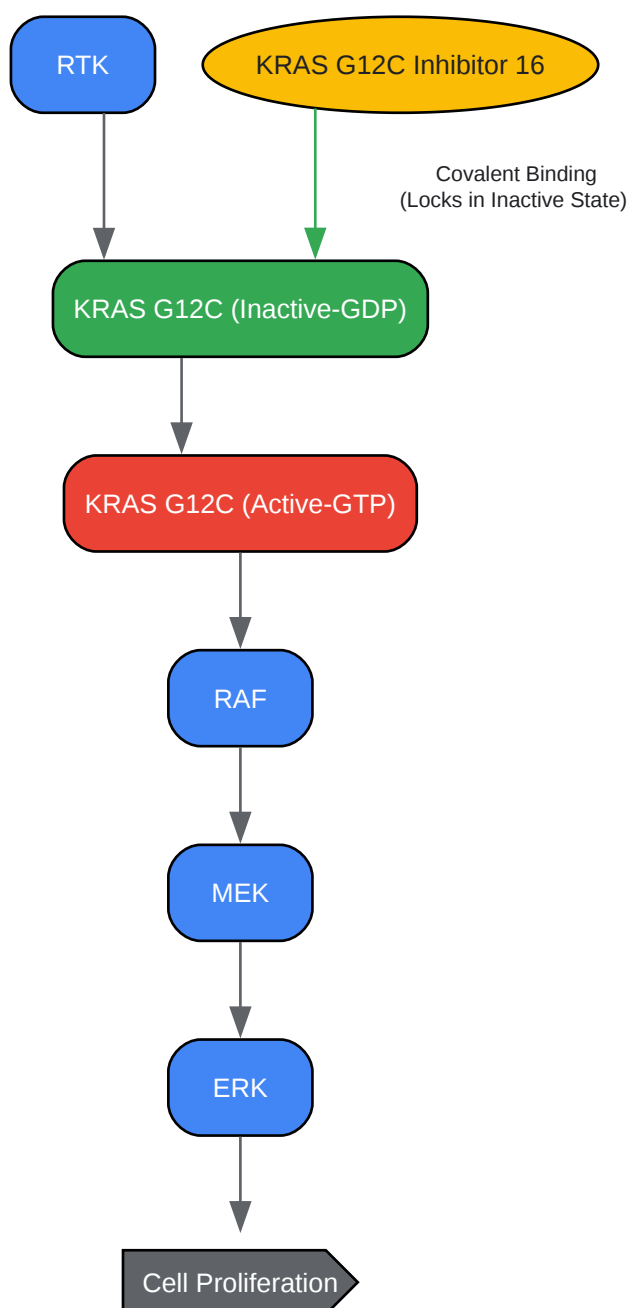 RTK
KRAS G12C Inhibitor 16
Covalent Binding
(Locks in Inactive State)
KRAS G12C (Inactive-GDP)
KRAS G12C (Active-GTP)
RAF
MEK
ERK
Cell Proliferation